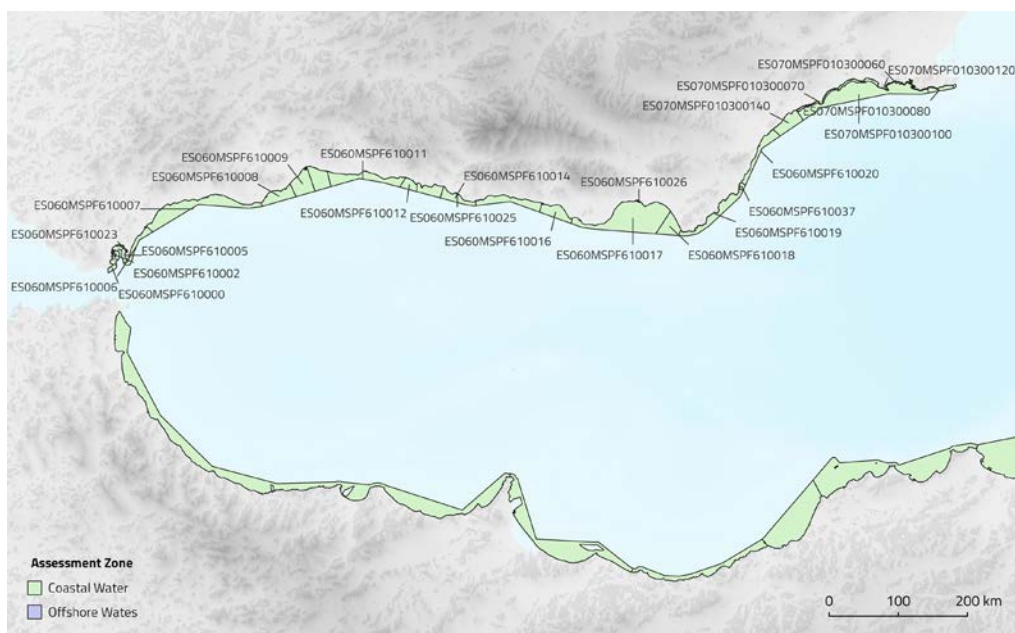 ES070MSPF010300060
ES070MSPF010300120
ES070MSPF010300070
ES070MSPF010300140
ES070MSPF010300080
ES070MSPF010300100
ES060MSPF610009
ES060MSPF610011
ES060MSPF610008
ES060MSPF610014
ES060MSPF610026
ES060MSPF610020
ES060MSPF610007
ES060MSPF610012
ES060MSPF610025
ES060MSPF610037
ES060MSPF610023
ES060MSPF610016
ES060MSPF610019
ES060MSPF610005
ES060MSPF610017
ES060MSPF610018
ES060MSPF610002
ES060MSPF610006
ES060MSPF610000
Assessment Zone
Coastal Water
Offshore Wates
0 100 200 km